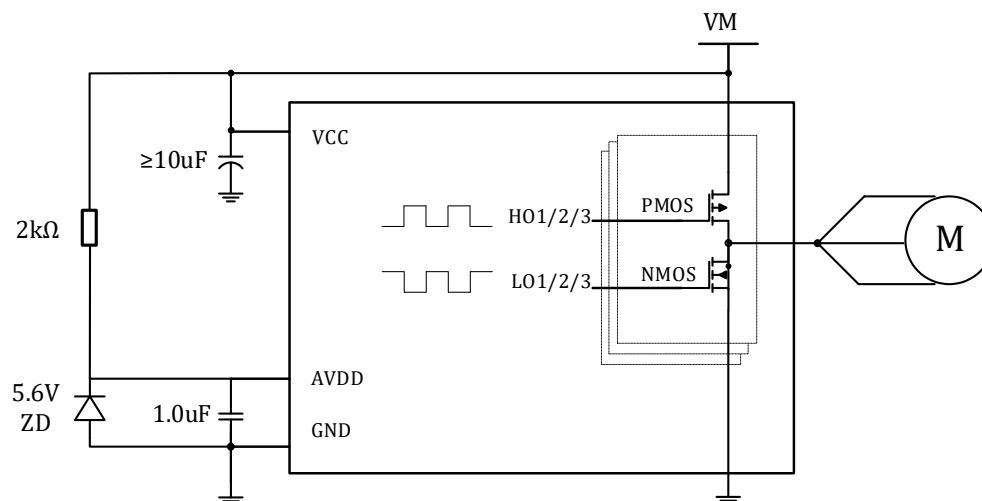 VM
VCC
≥10uF
PMOS
HO1/2/3
2kΩ
M
NMOS
LO1/2/3
AVDD
5.6V
ZD
1.0uF
GND